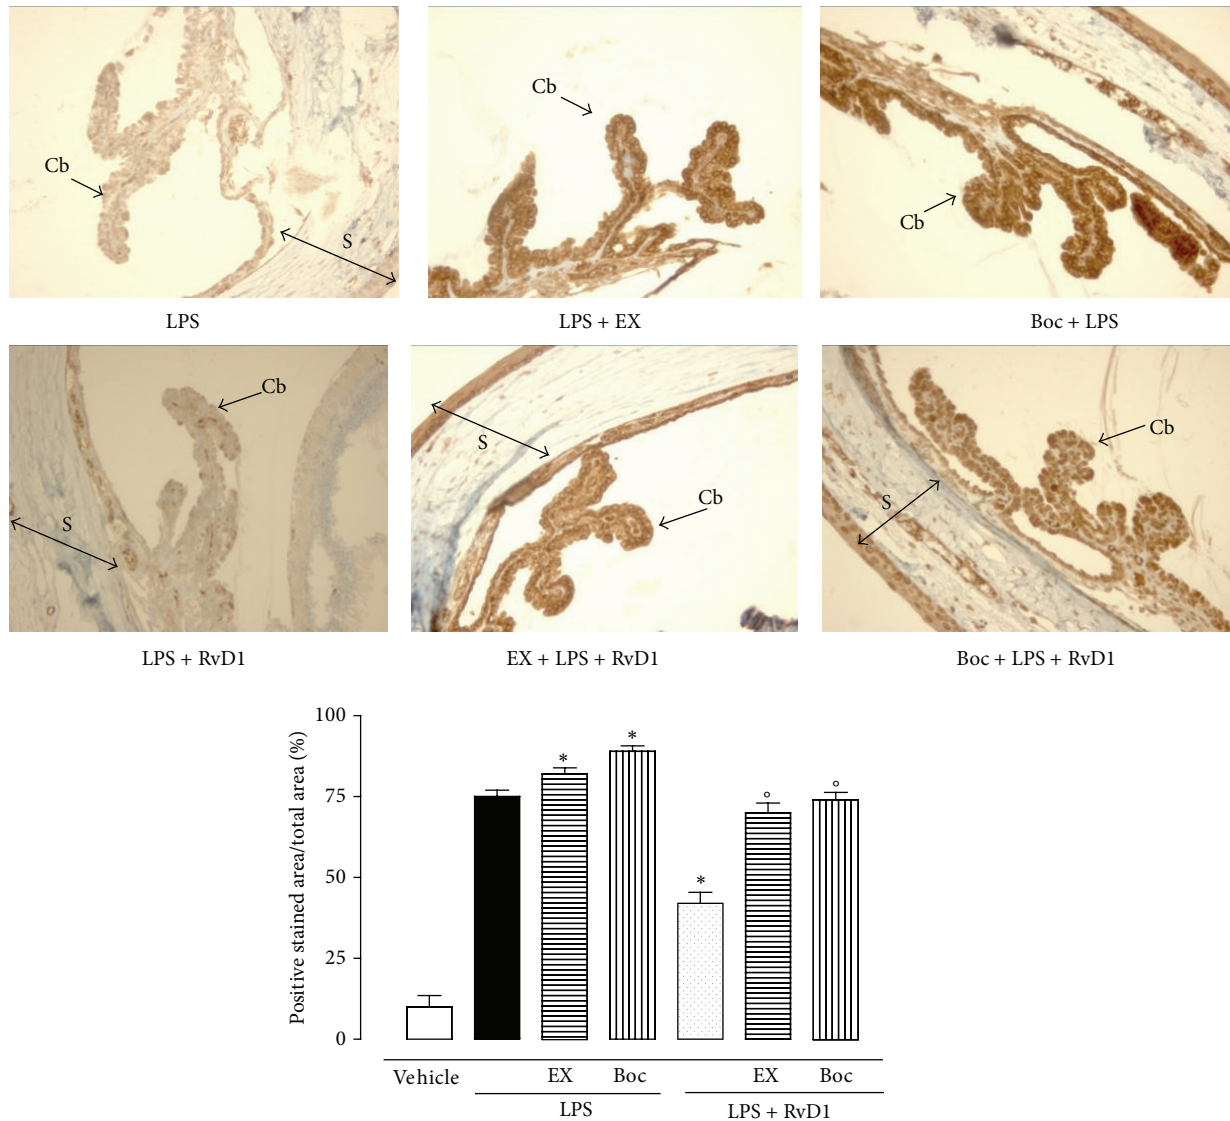 Cb
S
LPS
Cb
LPS + EX
Cb
Boc + LPS
Cb
S
LPS + RvD1
S
Cb
EX + LPS + RvD1
Cb
S
Boc + LPS + RvD1
Positive stained area/total area (%)
100
75
50
25
0
*
*
*
°
°
Vehicle
EX
Boc
EX
Boc
LPS
LPS + RvD1